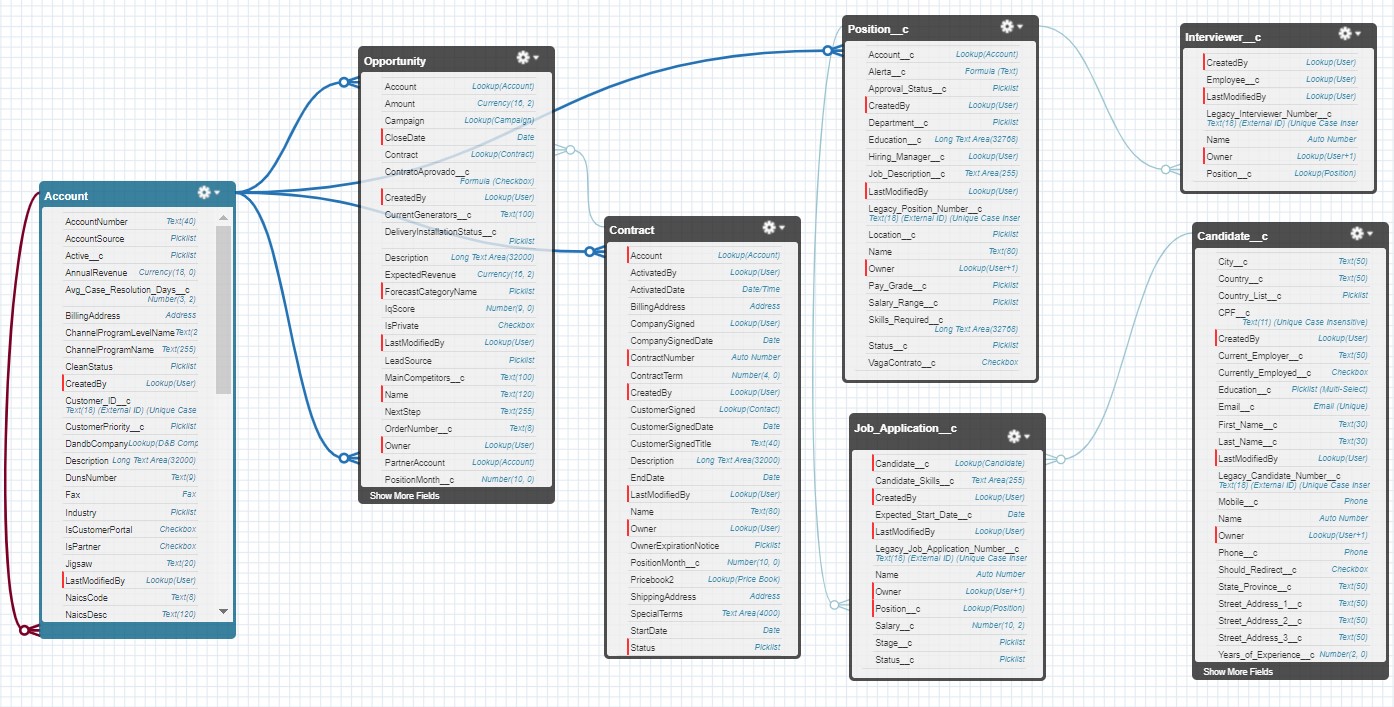 Account
AccountNumber Text(40)
AccountSource Picklist
Active__c Picklist
AnnualRevenue Currency(18, 0)
Avg_Case_Resolution_Days__c
Number(3, 2)
BillingAddress Address
ChannelProgramLevelName Text(2
ChannelProgramName Text(255)
CleanStatus Picklist
CreatedBy Lookup(User)
Customer_ID__c
Text(18) (External ID) (Unique Case
CustomerPriority__c Picklist
DandbCompany Lookup(D&B Comp
Description Long Text Area(32000)
DunsNumber Text(9)
Fax Fax
Industry Picklist
IsCustomerPortal Checkbox
IsPartner Checkbox
Jigsaw Text(20)
LastModifiedBy Lookup(User)
NaicsCode Text(8)
NaicsDesc Text(120)
Opportunity
Account Lookup(Account)
Amount Currency(16, 2)
Campaign Lookup(Campaign)
CloseDate Date
Contract Lookup(Contract)
ContratoAprovado__c
Formula (Checkbox)
CreatedBy Lookup(User)
CurrentGenerators__c Text(100)
DeliveryInstallationStatus__c
Picklist
Description Long Text Area(32000)
ExpectedRevenue Currency(16, 2)
ForecastCategoryName Picklist
IqScore Number(9, 0)
IsPrivate Checkbox
LastModifiedBy Lookup(User)
LeadSource Picklist
MainCompetitors__c Text(100)
Name Text(120)
NextStep Text(255)
OrderNumber__c Text(8)
Owner Lookup(User)
PartnerAccount Lookup(Account)
PositionMonth__c Number(10, 0)
Show More Fields
Contract
Account Lookup(Account)
ActivatedBy Lookup(User)
ActivatedDate Date/Time
BillingAddress Address
CompanySigned Lookup(User)
CompanySignedDate Date
ContractNumber Auto Number
ContractTerm Number(4, 0)
CreatedBy Lookup(User)
CustomerSigned Lookup(Contact)
CustomerSignedDate Date
CustomerSignedTitle Text(40)
Description Long Text Area(32000)
EndDate Date
LastModifiedBy Lookup(User)
Name Text(80)
Owner Lookup(User)
OwnerExpirationNotice Picklist
PositionMonth__c Number(10, 0)
Pricebook2 Lookup(Price Book)
ShippingAddress Address
SpecialTerms Text Area(4000)
StartDate Date
Status Picklist
Position__c
Account__c Lookup(Account)
Alerta__c Formula (Text)
Approval_Status__c Picklist
CreatedBy Lookup(User)
Department__c Picklist
Education__c Long Text Area(32768)
Hiring_Manager__c Lookup(User)
Job_Description__c Text Area(255)
LastModifiedBy Lookup(User)
Legacy_Position_Number__c
Text(18) (External ID) (Unique Case Inser
Location__c Picklist
Name Text(80)
Owner Lookup(User+1)
Pay_Grade__c Picklist
Salary_Range__c Picklist
Skills_Required__c
Long Text Area(32768)
Status__c Picklist
VagaContrato__c Checkbox
Job_Application__c
Candidate__c Lookup(Candidate)
Candidate_Skills__c Text Area(255)
CreatedBy Lookup(User)
Expected_Start_Date__c Date
LastModifiedBy Lookup(User)
Legacy_Job_Application_Number__c
Text(18) (External ID) (Unique Case Inser
Name Auto Number
Owner Lookup(User+1)
Position__c Lookup(Position)
Salary__c Number(10, 2)
Stage__c Picklist
Status__c Picklist
Interviewer__c
CreatedBy Lookup(User)
Employee__c Lookup(User)
LastModifiedBy Lookup(User)
Legacy_Interviewer_Number__c
Text(18) (External ID) (Unique Case Inser
Name Auto Number
Owner Lookup(User+1)
Position__c Lookup(Position)
Candidate__c
City__c Text(50)
Country__c Text(50)
Country_List__c Picklist
CPF__c
Text(11) (Unique Case Insensitive)
CreatedBy Lookup(User)
Current_Employer__c Text(50)
Currently_Employed__c Checkbox
Education__c Picklist (Multi-Select)
Email__c Email (Unique)
First_Name__c Text(30)
Last_Name__c Text(30)
LastModifiedBy Lookup(User)
Legacy_Candidate_Number__c
Text(18) (External ID) (Unique Case Inser
Mobile__c Phone
Name Auto Number
Owner Lookup(User+1)
Phone__c Phone
Should_Redirect__c Checkbox
State_Province__c Text(50)
Street_Address_1__c Text(50)
Street_Address_2__c Text(50)
Street_Address_3__c Text(50)
Years_of_Experience__c Number(2, 0)
Show More Fields